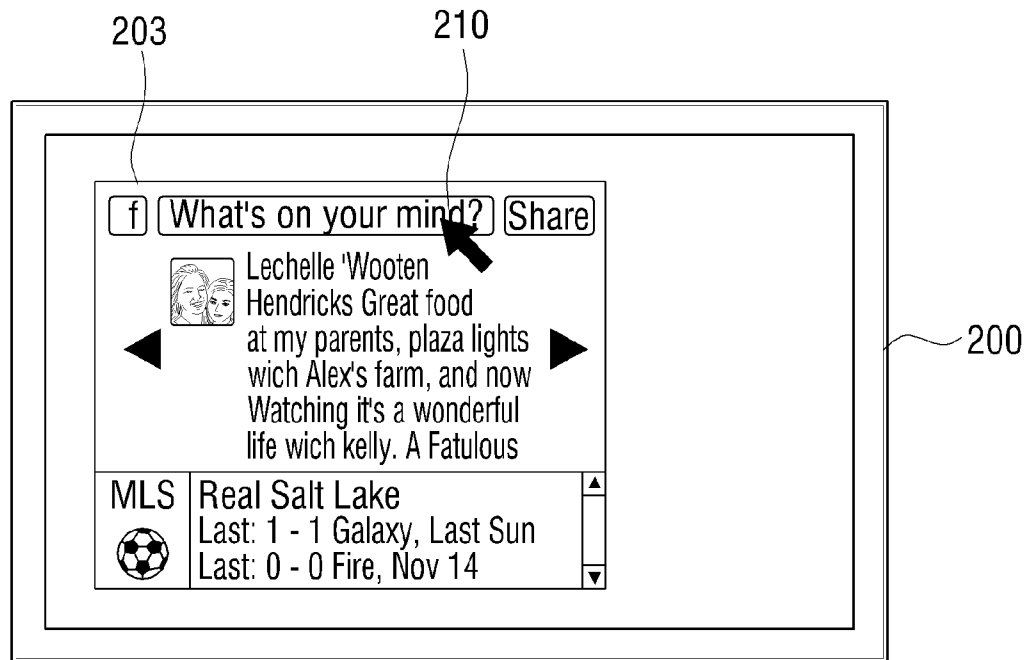 203
210
f What's on your mind? Share
Lechelle 'Wooten
Hendricks Great food
at my parents, plaza lights
wich Alex's farm, and now
Watching it's a wonderful
life wich kelly. A Fatulous
200
MLS
Real Salt Lake
Last: 1 - 1 Galaxy, Last Sun
Last: 0 - 0 Fire, Nov 14